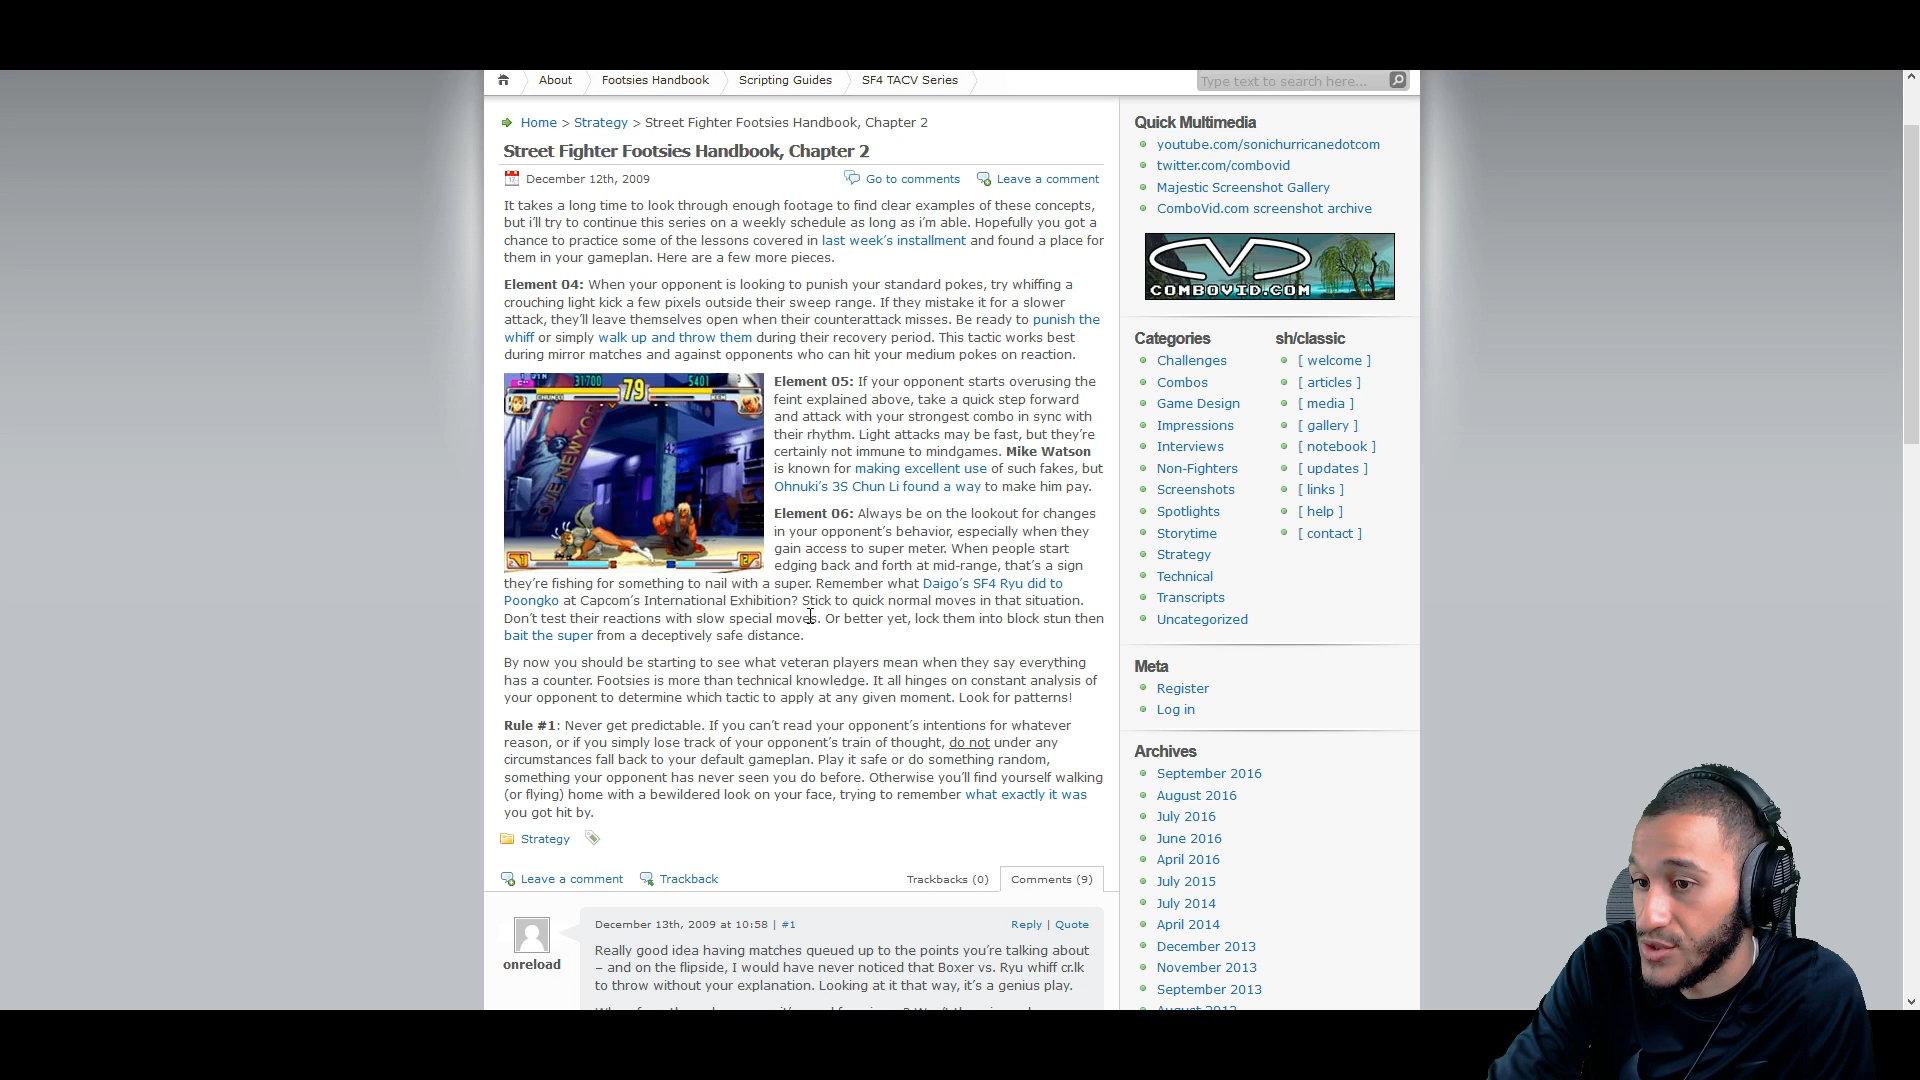 About
Footsies Handbook
Scripting Guides
SF4 TACV Series
Type text to search here...
Home > Strategy > Street Fighter Footsies Handbook, Chapter 2
Street Fighter Footsies Handbook, Chapter 2
December 12th, 2009
Go to comments
Leave a comment
It takes a long time to look through enough footage to find clear examples of these concepts,
but i'll try to continue this series on a weekly schedule as long as i'm able. Hopefully you got a
chance to practice some of the lessons covered in last week's installment and found a place for
them in your gameplan. Here are a few more pieces.
Element 04: When your opponent is looking to punish your standard pokes, try whiffing a
crouching light kick a few pixels outside their sweep range. If they mistake it for a slower
attack, they'll leave themselves open when their counterattack misses. Be ready to punish the
whiff or simply walk up and throw them during their recovery period. This tactic works best
during mirror matches and against opponents who can hit your medium pokes on reaction.
31700
79
5401
CHUN-LI
KEN
LOVE NEWYORK
Element 05: If your opponent starts overusing the
feint explained above, take a quick step forward
and attack with your strongest combo in sync with
their rhythm. Light attacks may be fast, but they're
certainly not immune to mindgames. Mike Watson
is known for making excellent use of such fakes, but
Ohnuki's 3S Chun Li found a way to make him pay.
Element 06: Always be on the lookout for changes
in your opponent's behavior, especially when they
gain access to super meter. When people start
edging back and forth at mid-range, that's a sign
they're fishing for something to nail with a super. Remember what Daigo's SF4 Ryu did to
Poongko at Capcom's International Exhibition? Stick to quick normal moves in that situation.
Don't test their reactions with slow special moves. Or better yet, lock them into block stun then
bait the super from a deceptively safe distance.
By now you should be starting to see what veteran players mean when they say everything
has a counter. Footsies is more than technical knowledge. It all hinges on constant analysis of
your opponent to determine which tactic to apply at any given moment. Look for patterns!
Rule #1: Never get predictable. If you can't read your opponent's intentions for whatever
reason, or if you simply lose track of your opponent's train of thought, do not under any
circumstances fall back to your default gameplan. Play it safe or do something random,
something your opponent has never seen you do before. Otherwise you'll find yourself walking
(or flying) home with a bewildered look on your face, trying to remember what exactly it was
you got hit by.
Strategy
Leave a comment
Trackback
Trackbacks (0)
Comments (9)
onreload
December 13th, 2009 at 10:58 | #1
Reply | Quote
Really good idea having matches queued up to the points you're talking about
– and on the flipside, I would have never noticed that Boxer vs. Ryu whiff cr.lk
to throw without your explanation. Looking at it that way, it's a genius play.
Quick Multimedia
youtube.com/sonichurricanedotcom
twitter.com/combovid
Majestic Screenshot Gallery
ComboVid.com screenshot archive
COMBOVID.COM
Categories
Challenges
Combos
Game Design
Impressions
Interviews
Non-Fighters
Screenshots
Spotlights
Storytime
Strategy
Technical
Transcripts
Uncategorized
sh/classic
[ welcome ]
[ articles ]
[ media ]
[ gallery ]
[ notebook ]
[ updates ]
[ links ]
[ help ]
[ contact ]
Meta
Register
Log in
Archives
September 2016
August 2016
July 2016
June 2016
April 2016
July 2015
July 2014
April 2014
December 2013
November 2013
September 2013